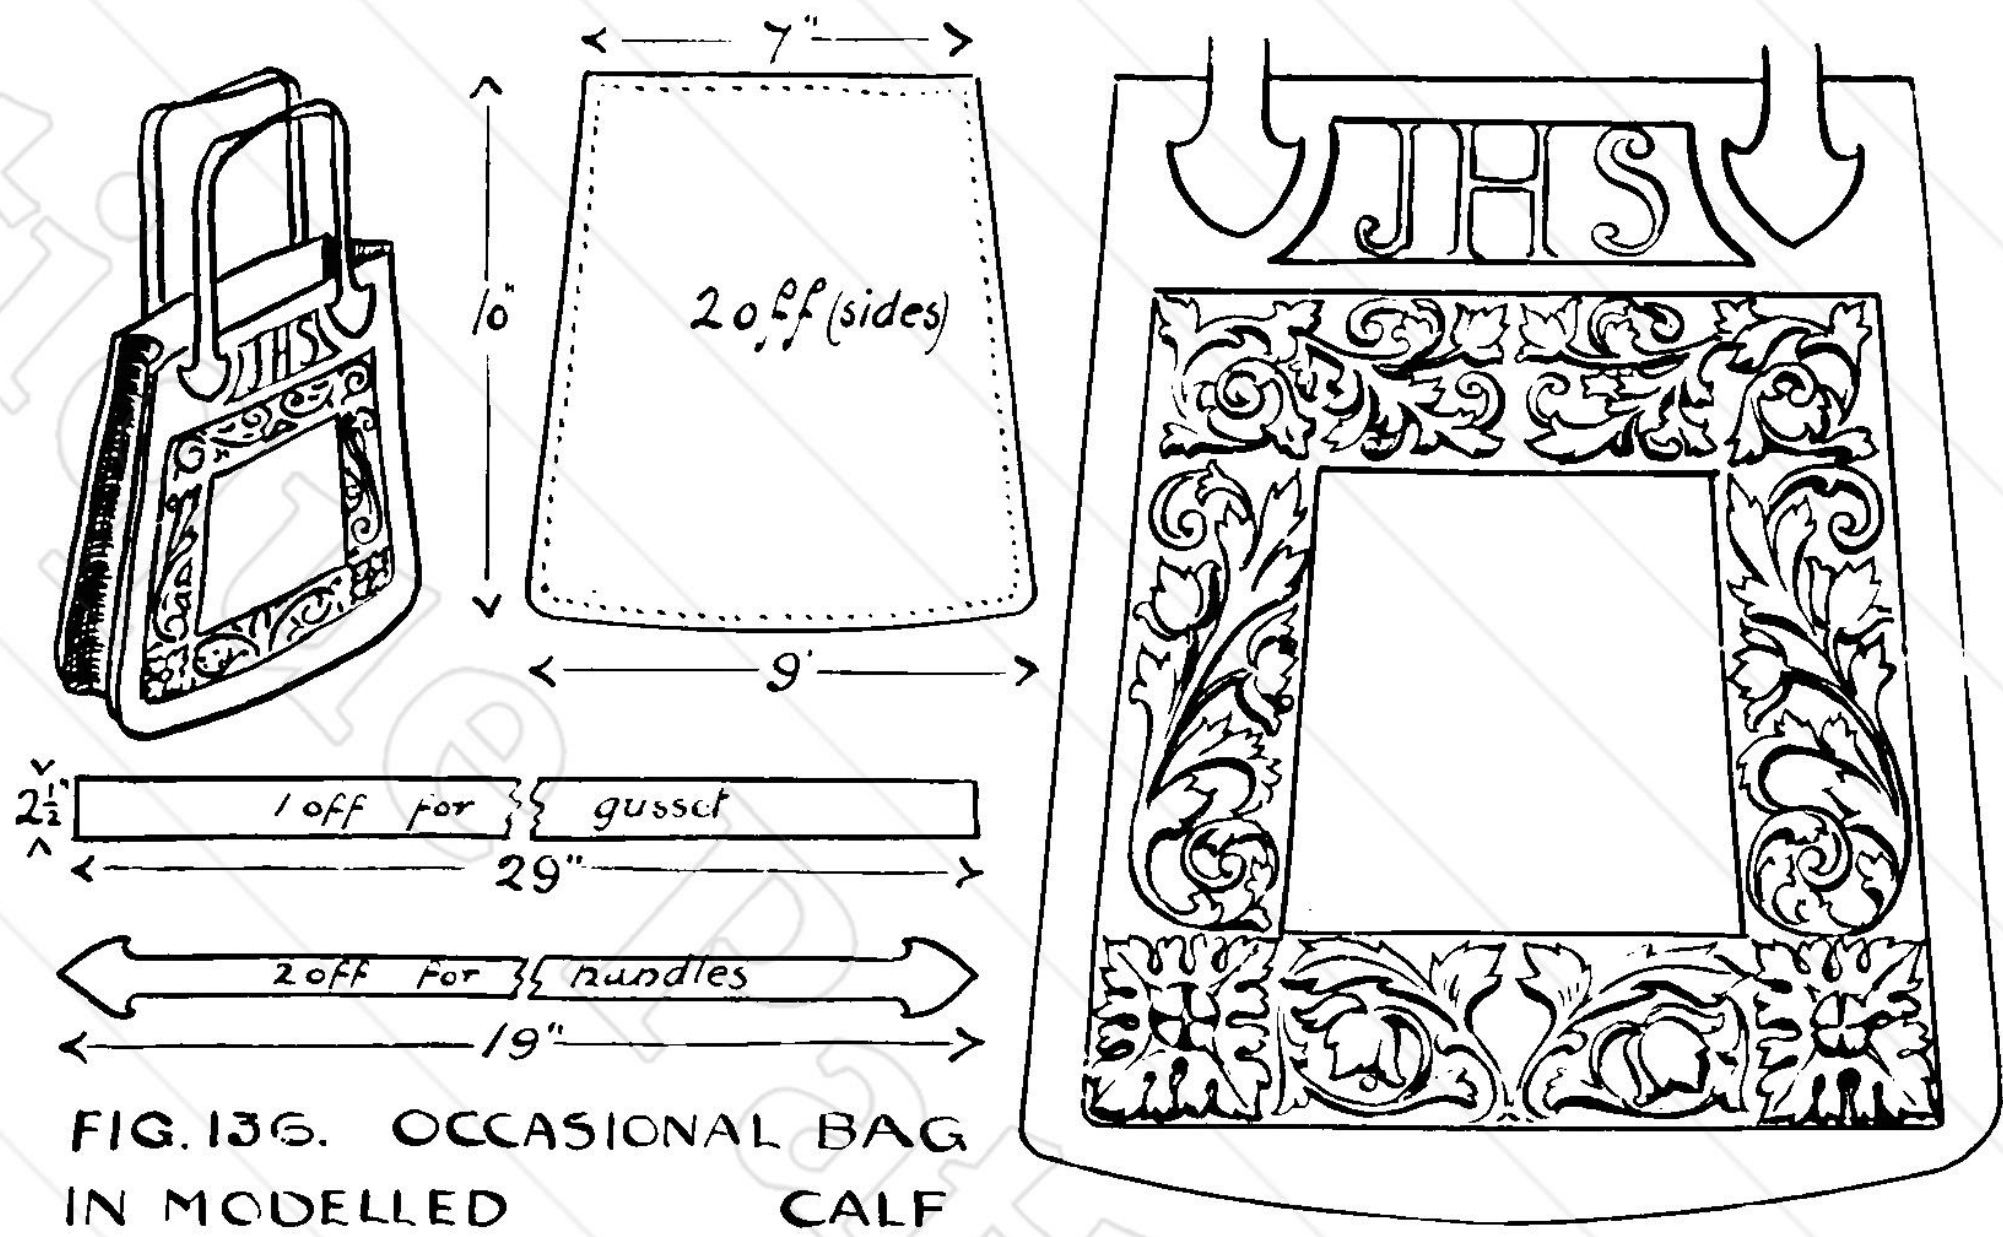 7"
10"
2 off (sides)
9'
JHS
JHS
2½"
1 off for gusset
29"
2 off for handles
19"
FIG. 136. OCCASIONAL BAG
IN MODELLED CALF